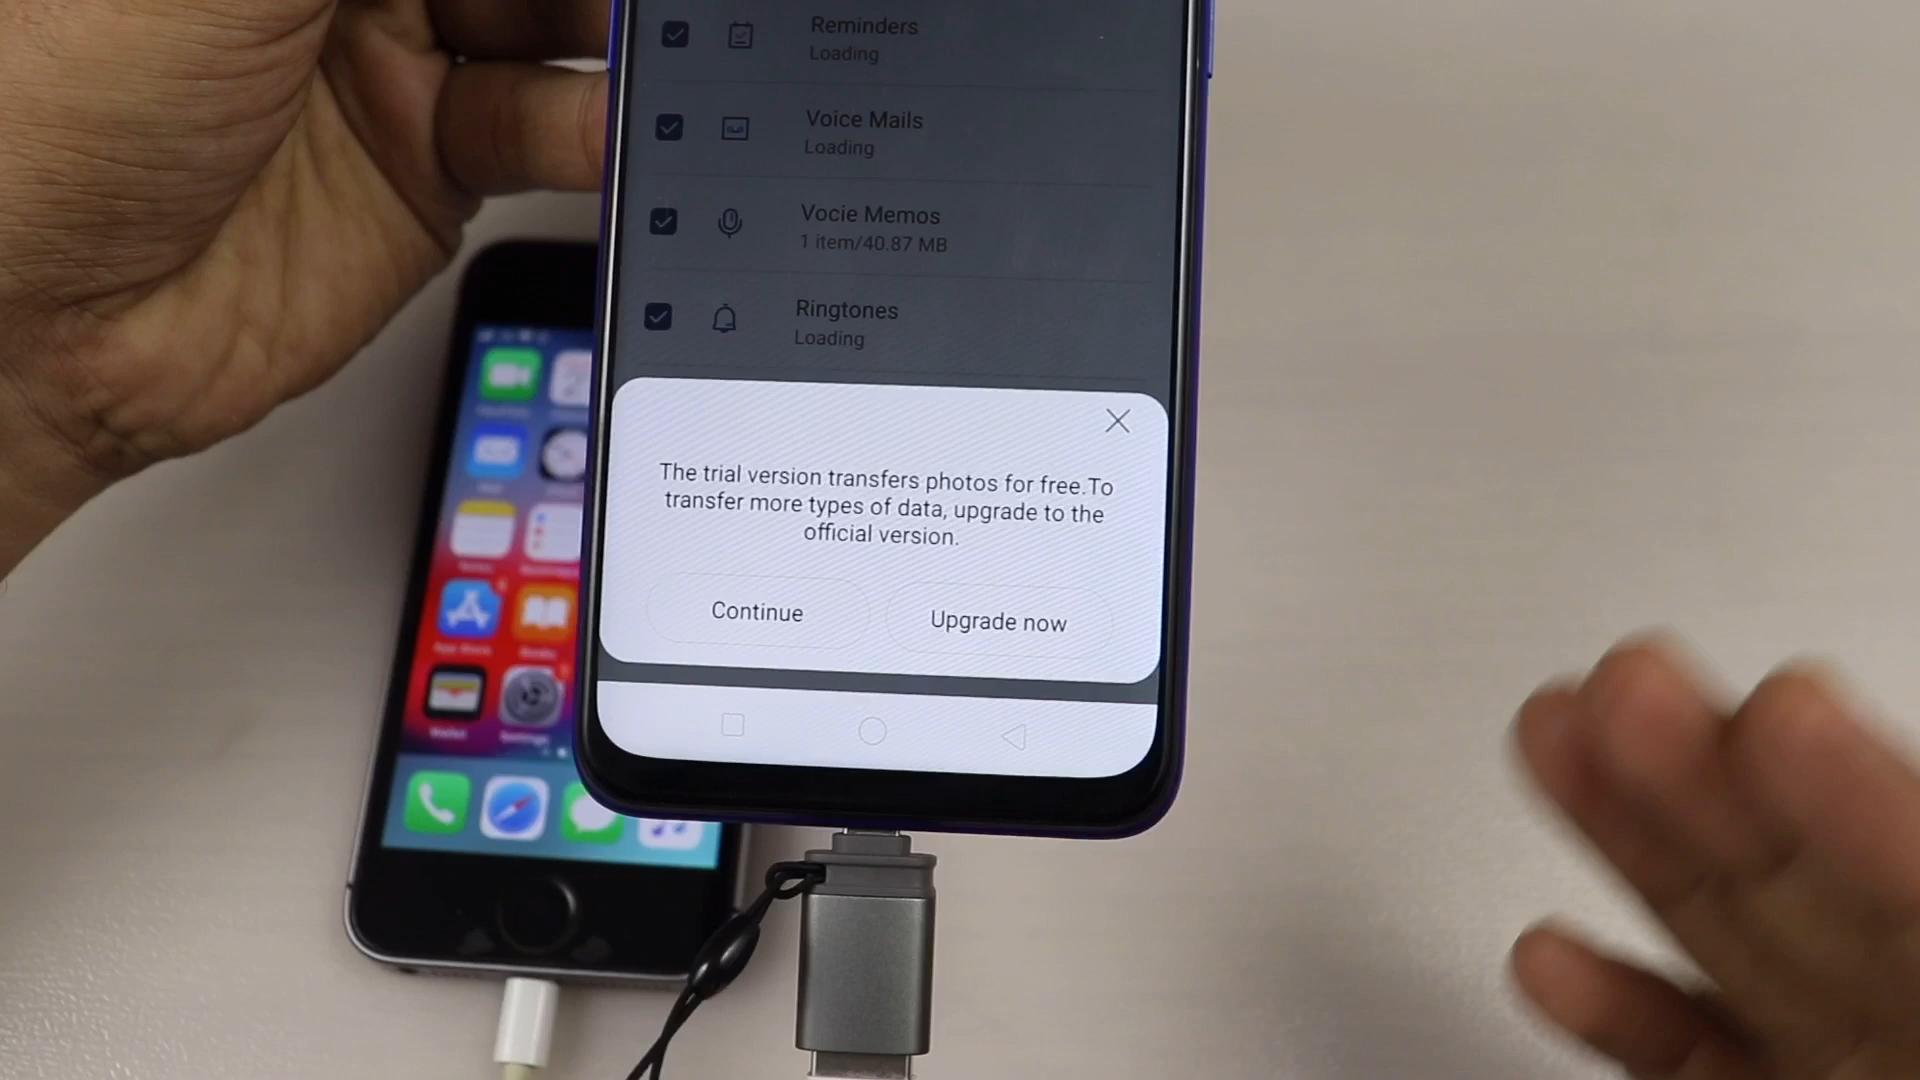 Reminders
Loading
Voice Mails
Loading
Vocie Memos
1 item/40.87 MB
Ringtones
Loading
The trial version transfers photos for free.To
transfer more types of data, upgrade to the
official version.
Continue
Upgrade now